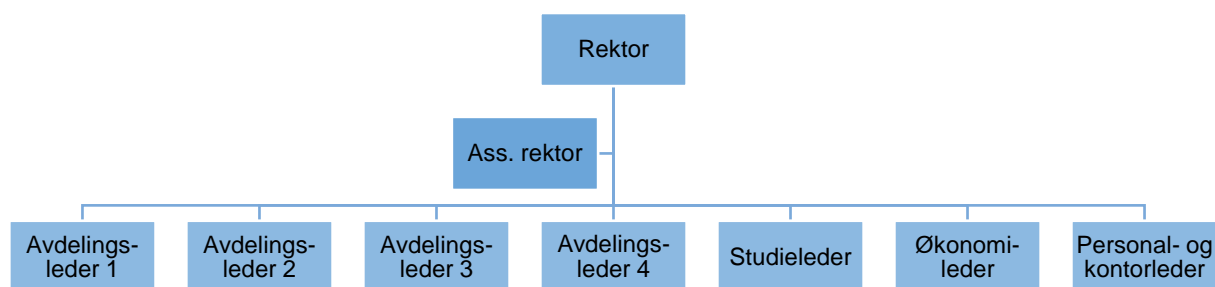 Rektor
Ass. rektor
Avdelings-
leder 1
Avdelings-
leder 2
Avdelings-
leder 3
Avdelings-
leder 4
Studieleder
Økonomi-
leder
Personal- og
kontorleder